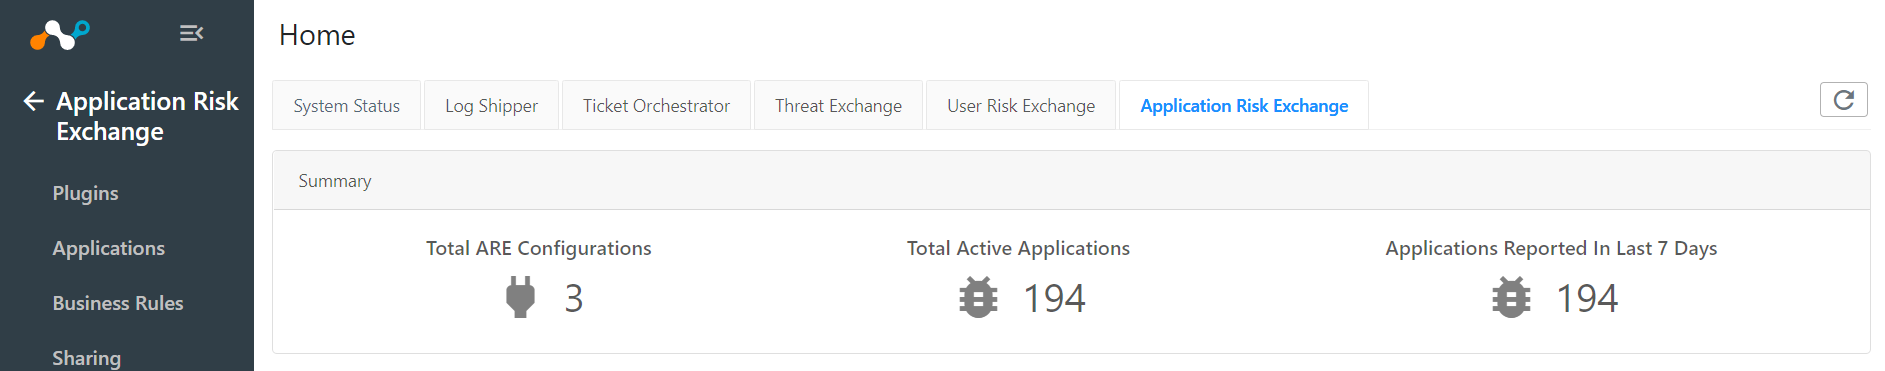 Application Risk
Exchange
Plugins
Applications
Business Rules
Sharing
Home
System Status
Log Shipper
Ticket Orchestrator
Threat Exchange
User Risk Exchange
Application Risk Exchange
Summary
Total ARE Configurations
3
Total Active Applications
194
Applications Reported In Last 7 Days
194